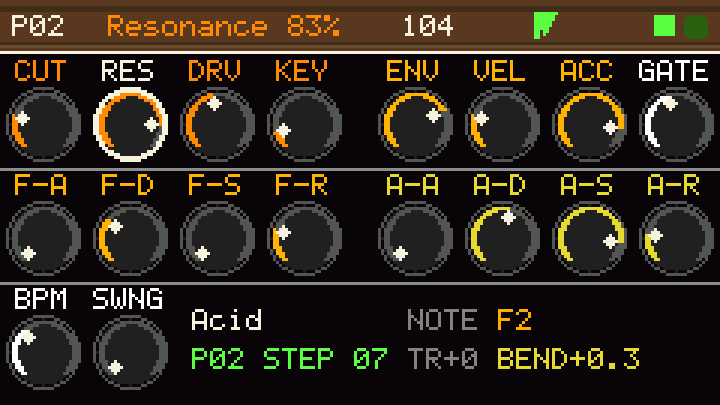 P02 Resonance 83% 104
CUT RES DRV KEY ENV VEL ACC GATE
F-A F-D F-S F-R A-A A-D A-S A-R
BPM SWNG
Acid NOTE F2
P02 STEP 07 TR+0 BEND+0.3